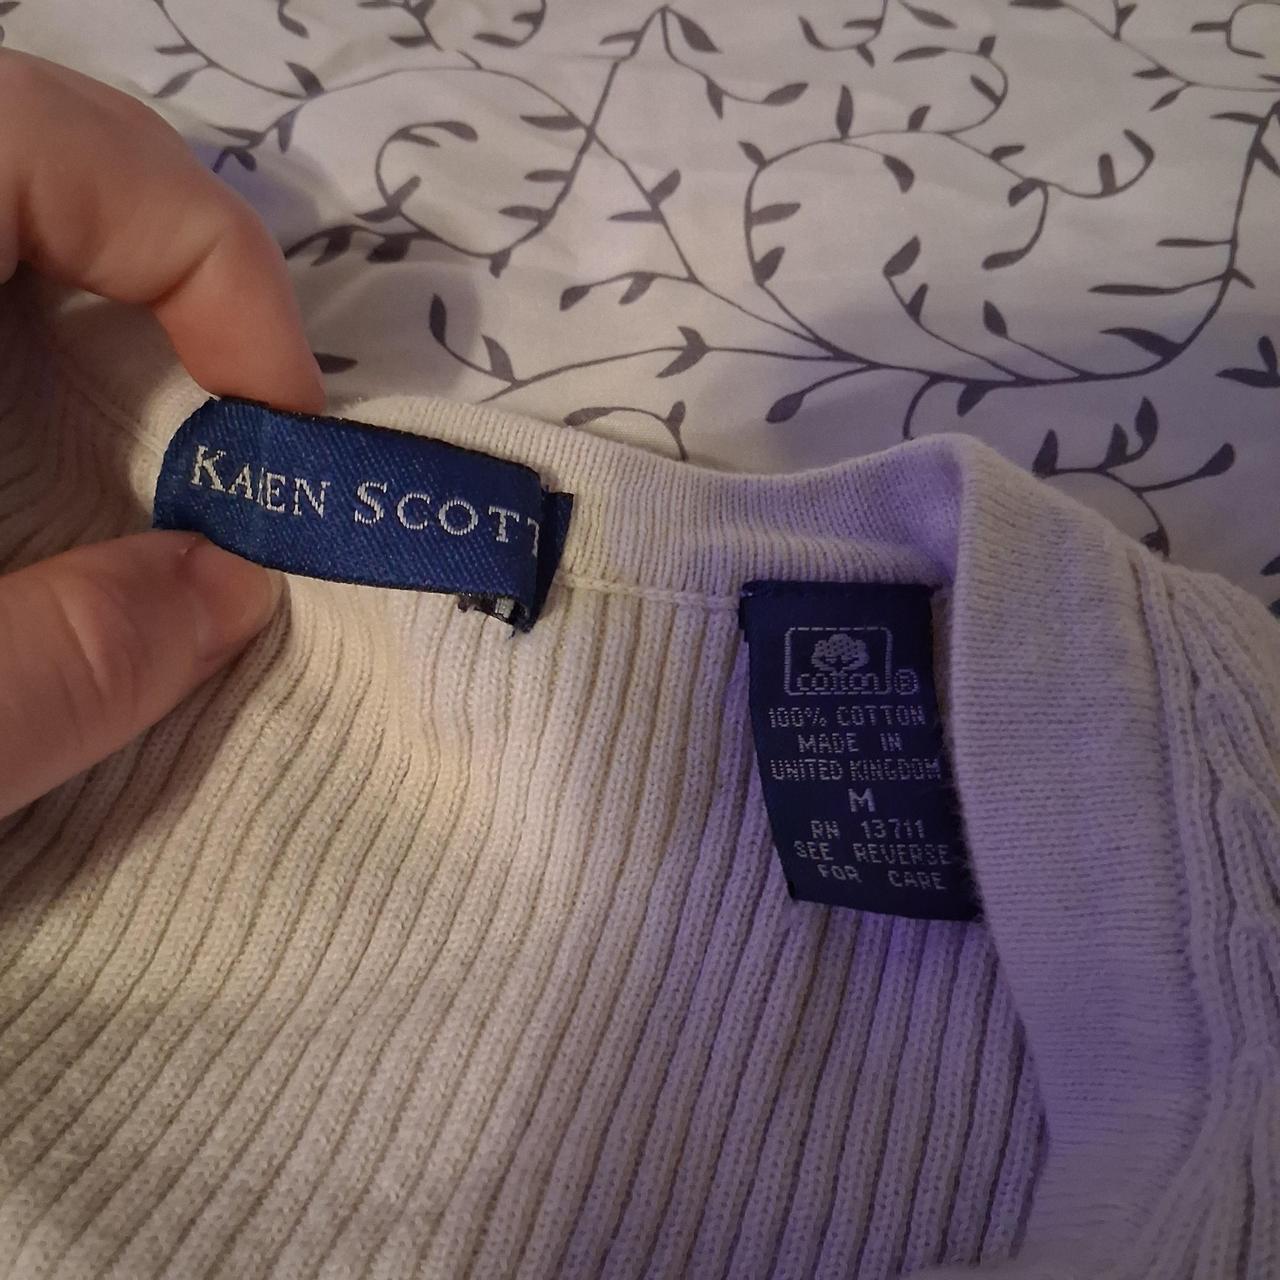 KAREN SCOTT
cotton®
100% COTTON
MADE IN
UNITED KINGDOM
M
RN 13711
SEE REVERSE
FOR CARE